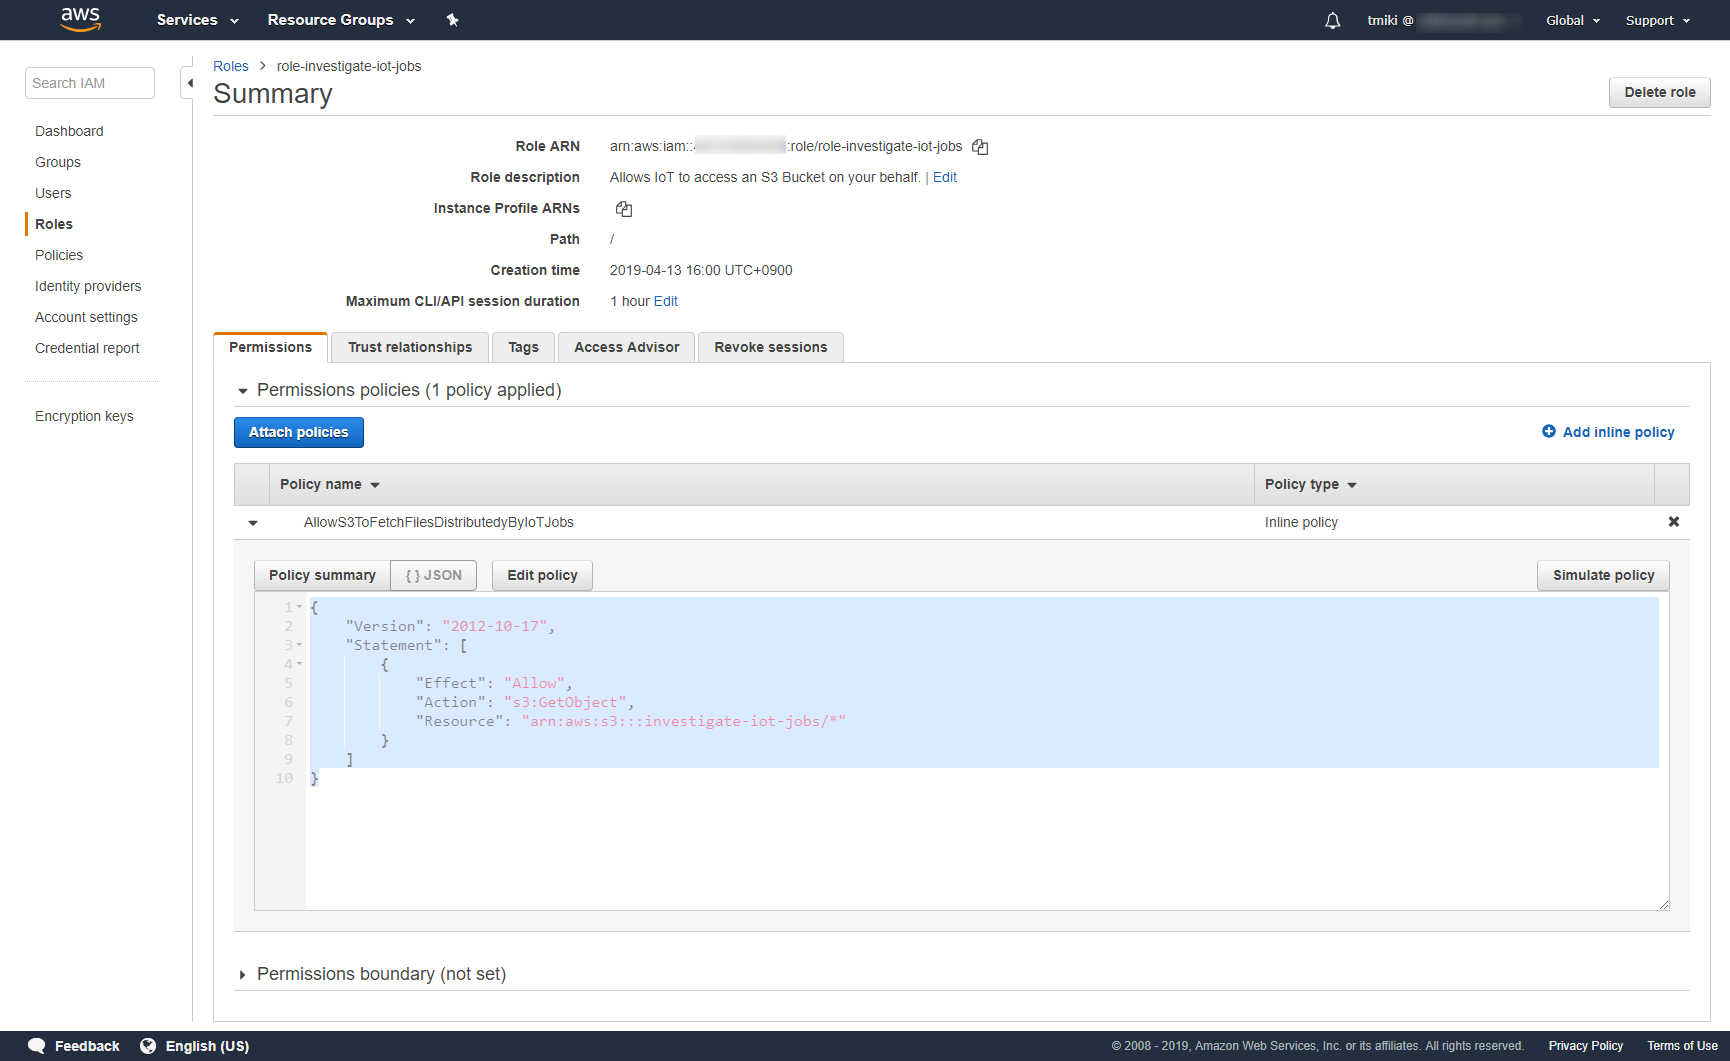 aws Services Resource Groups tmiki @ Global Support
Search IAM
Dashboard
Groups
Users
Roles
Policies
Identity providers
Account settings
Credential report
Encryption keys
Roles > role-investigate-iot-jobs
Summary
Delete role
Role ARN arn:aws:iam:: :role/role-investigate-iot-jobs
Role description Allows IoT to access an S3 Bucket on your behalf. | Edit
Instance Profile ARNs
Path /
Creation time 2019-04-13 16:00 UTC+0900
Maximum CLI/API session duration 1 hour Edit
Permissions Trust relationships Tags Access Advisor Revoke sessions
Permissions policies (1 policy applied)
Attach policies Add inline policy
Policy name Policy type
AllowS3ToFetchFilesDistributedyByIoTJobs Inline policy
Policy summary { } JSON Edit policy Simulate policy
1 {
2 "Version": "2012-10-17",
3 "Statement": [
4 {
5 "Effect": "Allow",
6 "Action": "s3:GetObject",
7 "Resource": "arn:aws:s3:::investigate-iot-jobs/*"
8 }
9 ]
10 }
Permissions boundary (not set)
Feedback English (US) © 2008 - 2019, Amazon Web Services, Inc. or its affiliates. All rights reserved. Privacy Policy Terms of Use